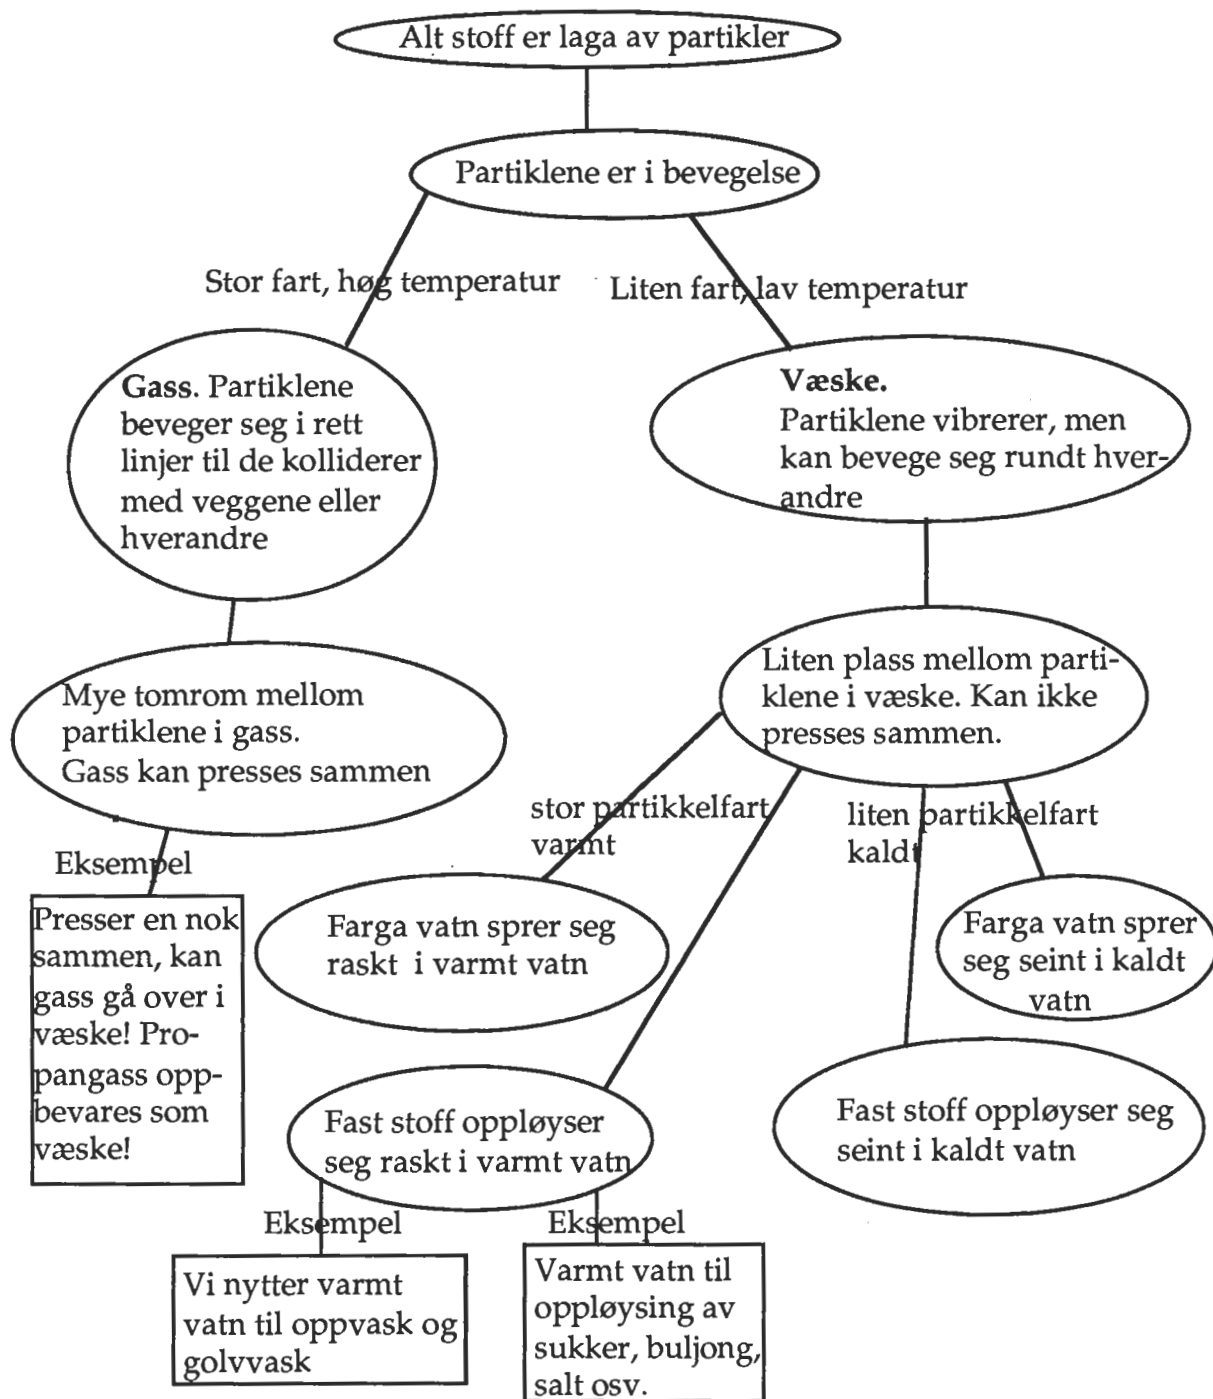 Alt stoff er laga av partikler
Partiklene er i bevegelse
Stor fart, høg temperatur
Liten fart, lav temperatur
Gass. Partiklene
beveger seg i rett
linjer til de kolliderer
med veggene eller
hverandre
Væske.
Partiklene vibrerer, men
kan bevege seg rundt hver-
andre
Mye tomrom mellom
partiklene i gass.
Gass kan presses sammen
Liten plass mellom parti-
klene i væske. Kan ikke
presses sammen.
stor partikkelfart
varmt
liten partikkelfart
kaldt
Eksempel
Presser en nok
sammen, kan
gass gå over i
væske! Pro-
pangass opp-
bevares som
væske!
Farga vatn sprer seg
raskt i varmt vatn
Farga vatn sprer
seg seint i kaldt
vatn
Fast stoff oppløyser
seg raskt i varmt vatn
Fast stoff oppløyser seg
seint i kaldt vatn
Eksempel
Eksempel
Vi nytter varmt
vatn til oppvask og
golvvask
Varmt vatn til
oppløysing av
sukker, buljong,
salt osv.